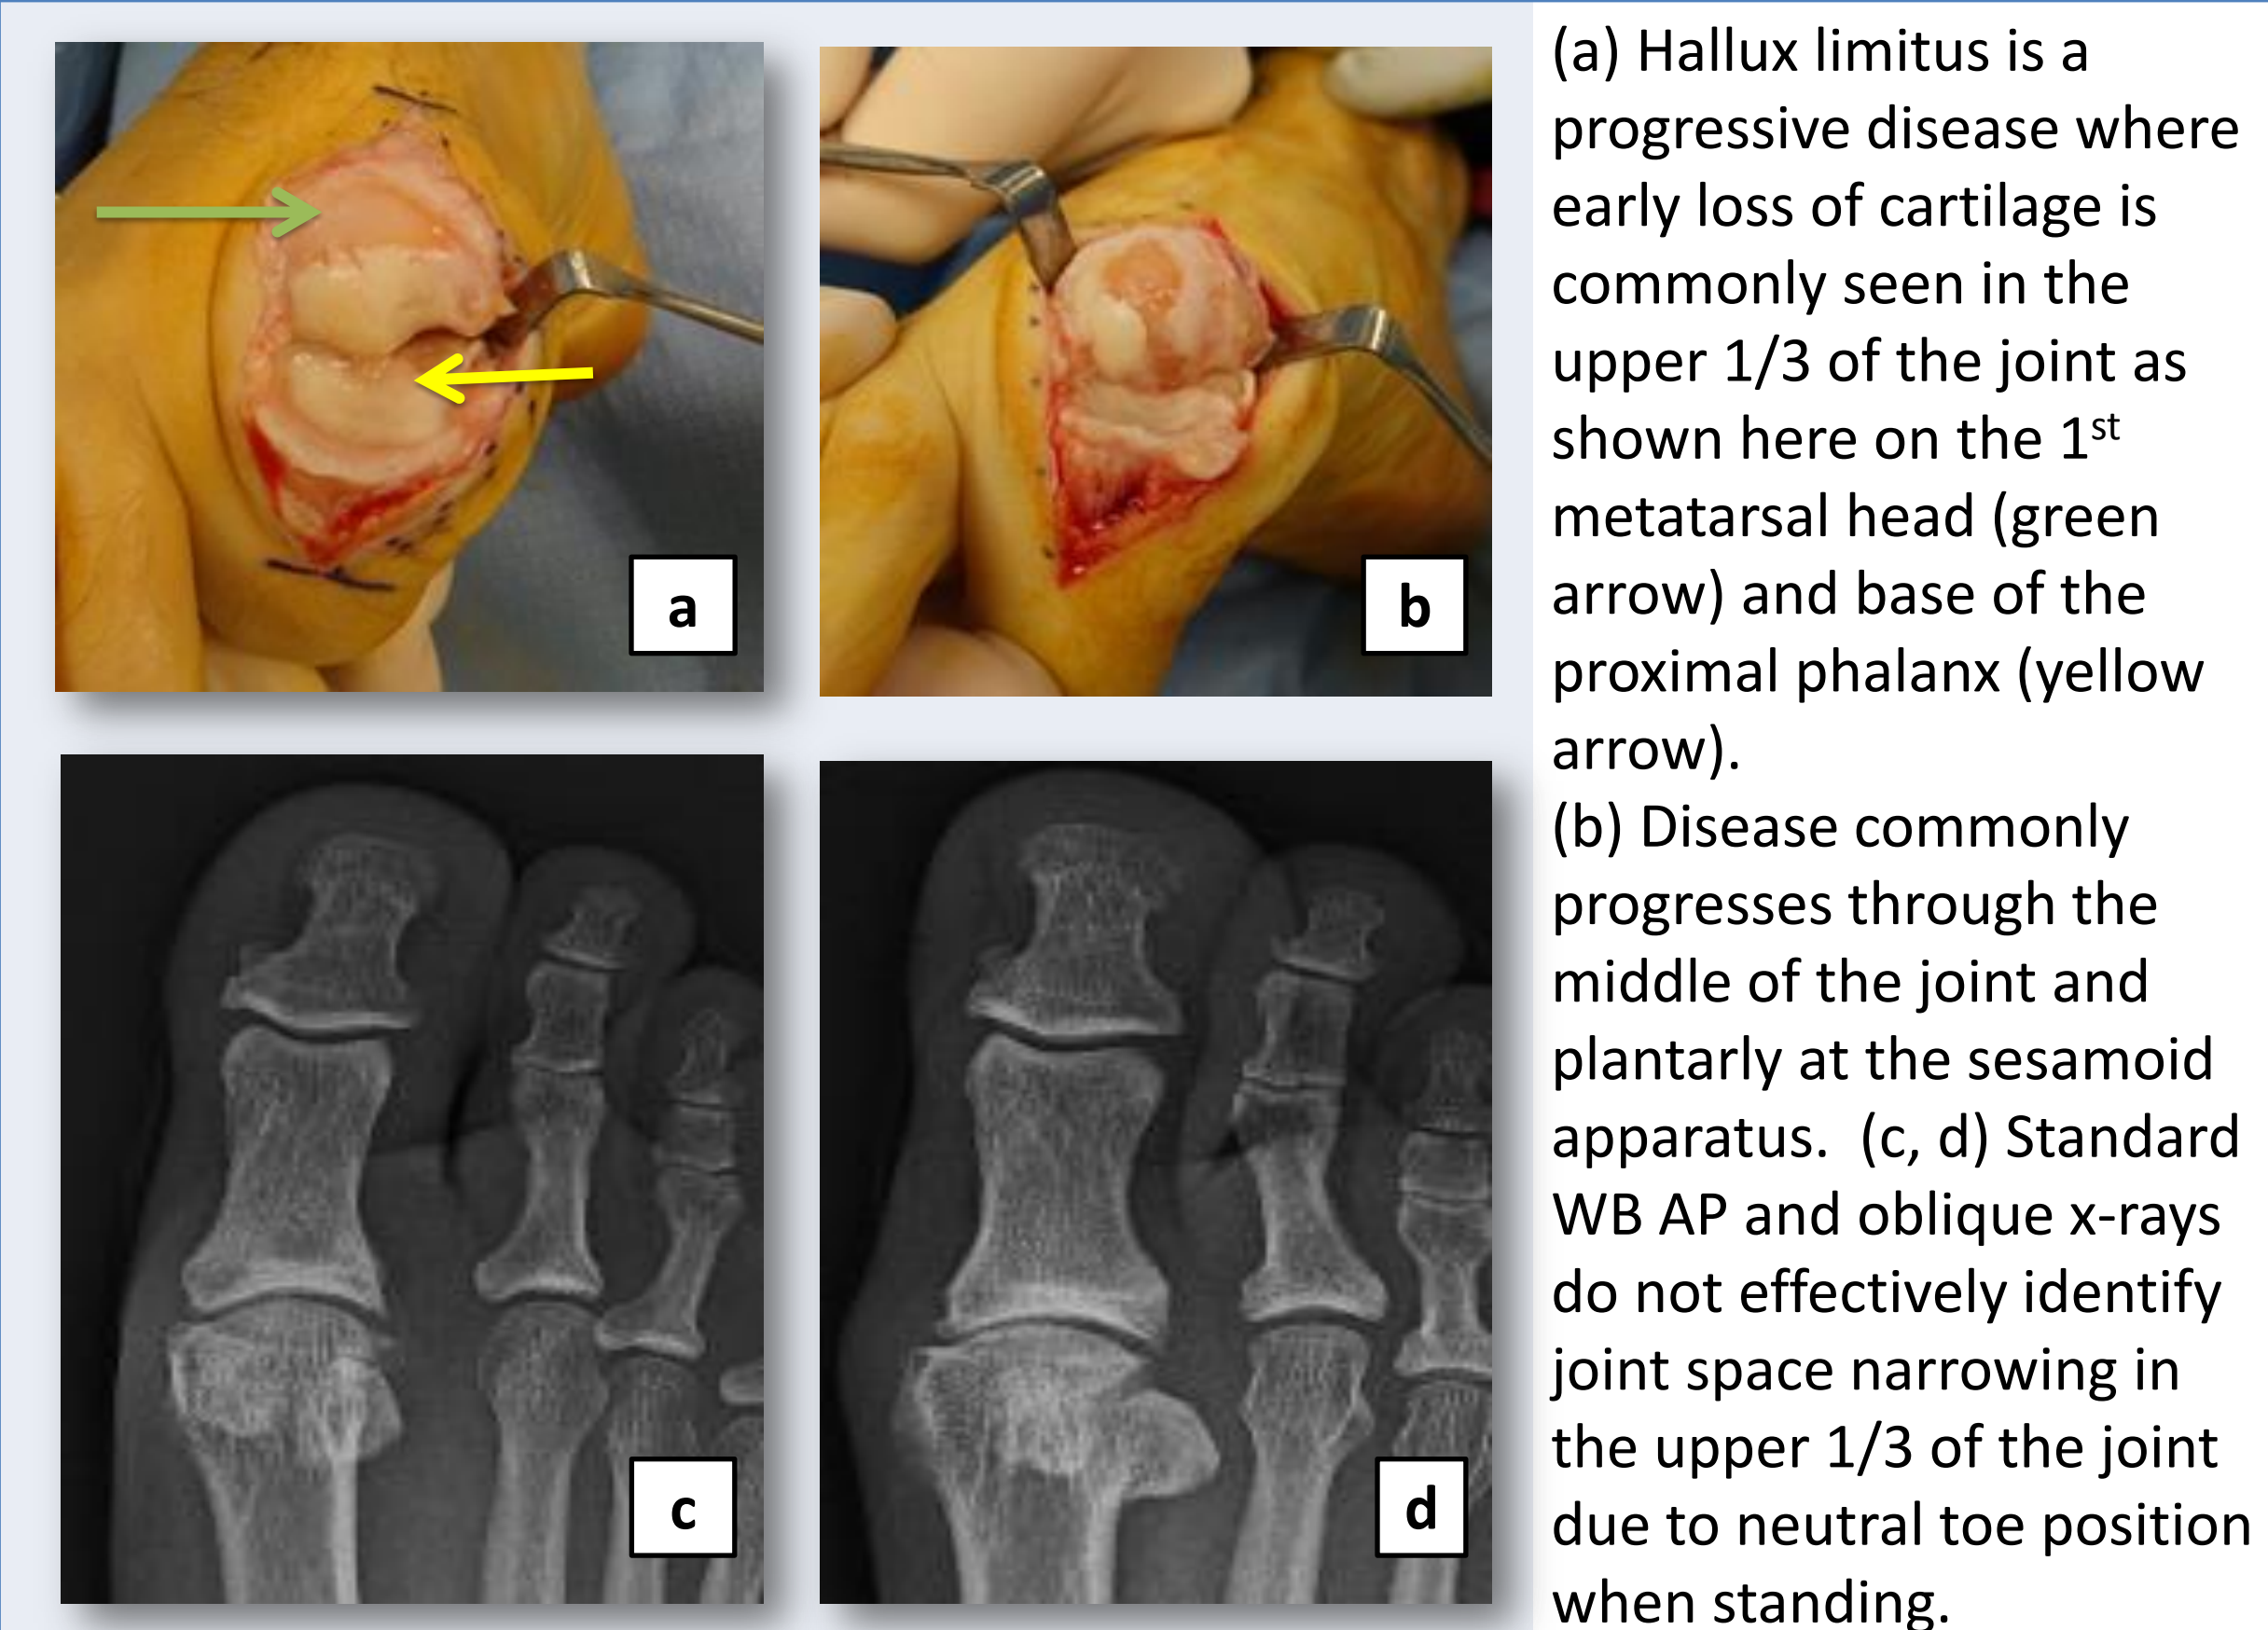 a
b
c
d
(a) Hallux limitus is a
progressive disease where
early loss of cartilage is
commonly seen in the
upper 1/3 of the joint as
shown here on the 1st
metatarsal head (green
arrow) and base of the
proximal phalanx (yellow
arrow).
(b) Disease commonly
progresses through the
middle of the joint and
plantarly at the sesamoid
apparatus.  (c, d) Standard
WB AP and oblique x-rays
do not effectively identify
joint space narrowing in
the upper 1/3 of the joint
due to neutral toe position
when standing.